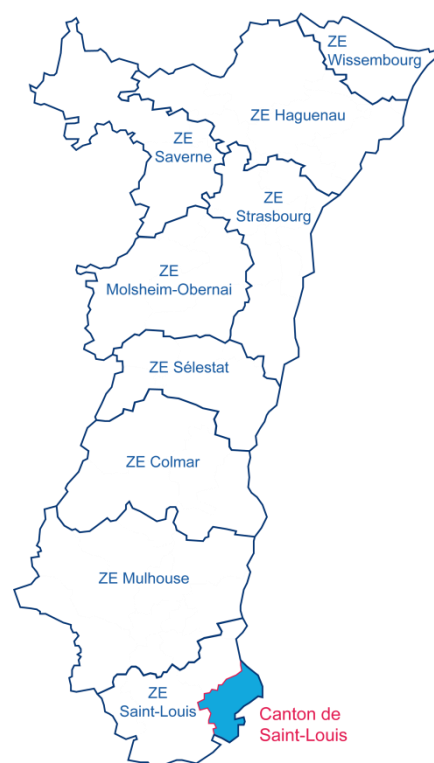 ZE
Wissembourg
ZE Haguenau
ZE
Saverne
ZE
Strasbourg
ZE
Molsheim-Obernai
ZE Sélestat
ZE Colmar
ZE Mulhouse
ZE
Saint-Louis
Canton de
Saint-Louis